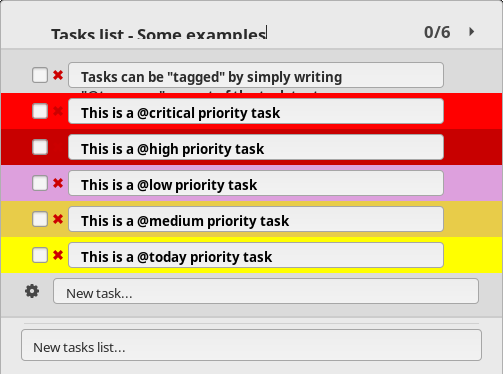 Tasks list - Some examples
0/6
Tasks can be "tagged" by simply writing
This is a @critical priority task
This is a @high priority task
This is a @low priority task
This is a @medium priority task
This is a @today priority task
New task...
New tasks list...